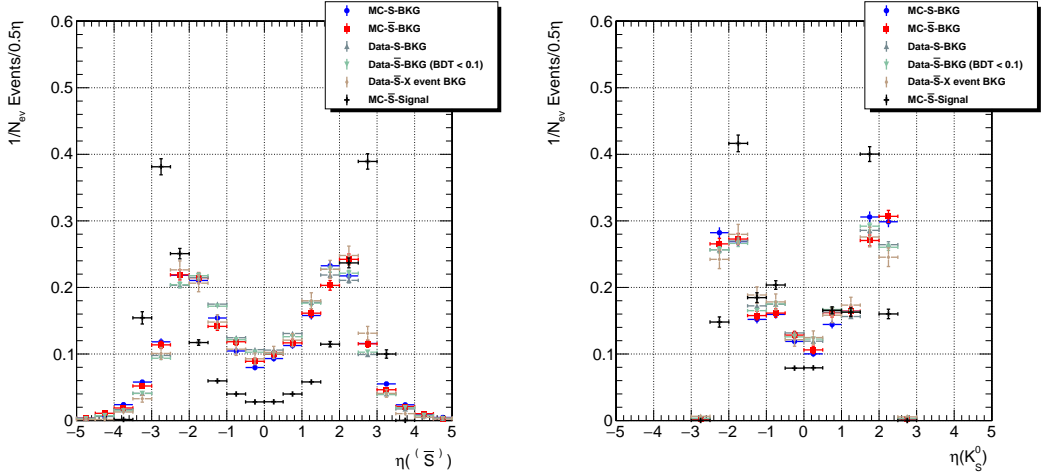 1/N_ev Events/0.5η
0.6
0.5
0.4
0.3
0.2
0.1
0
−5 −4 −3 −2 −1 0 1 2 3 4 5
η(⁽ S̅ ⁾)
MC-S-BKG
MC-S̅-BKG
Data-S-BKG
Data-S̅-BKG (BDT < 0.1)
Data-S̅-X event BKG
MC-S̅-Signal
1/N_ev Events/0.5η
0.6
0.5
0.4
0.3
0.2
0.1
0
−5 −4 −3 −2 −1 0 1 2 3 4 5
η(K⁰_S)
MC-S-BKG
MC-S̅-BKG
Data-S-BKG
Data-S̅-BKG (BDT < 0.1)
Data-S̅-X event BKG
MC-S̅-Signal